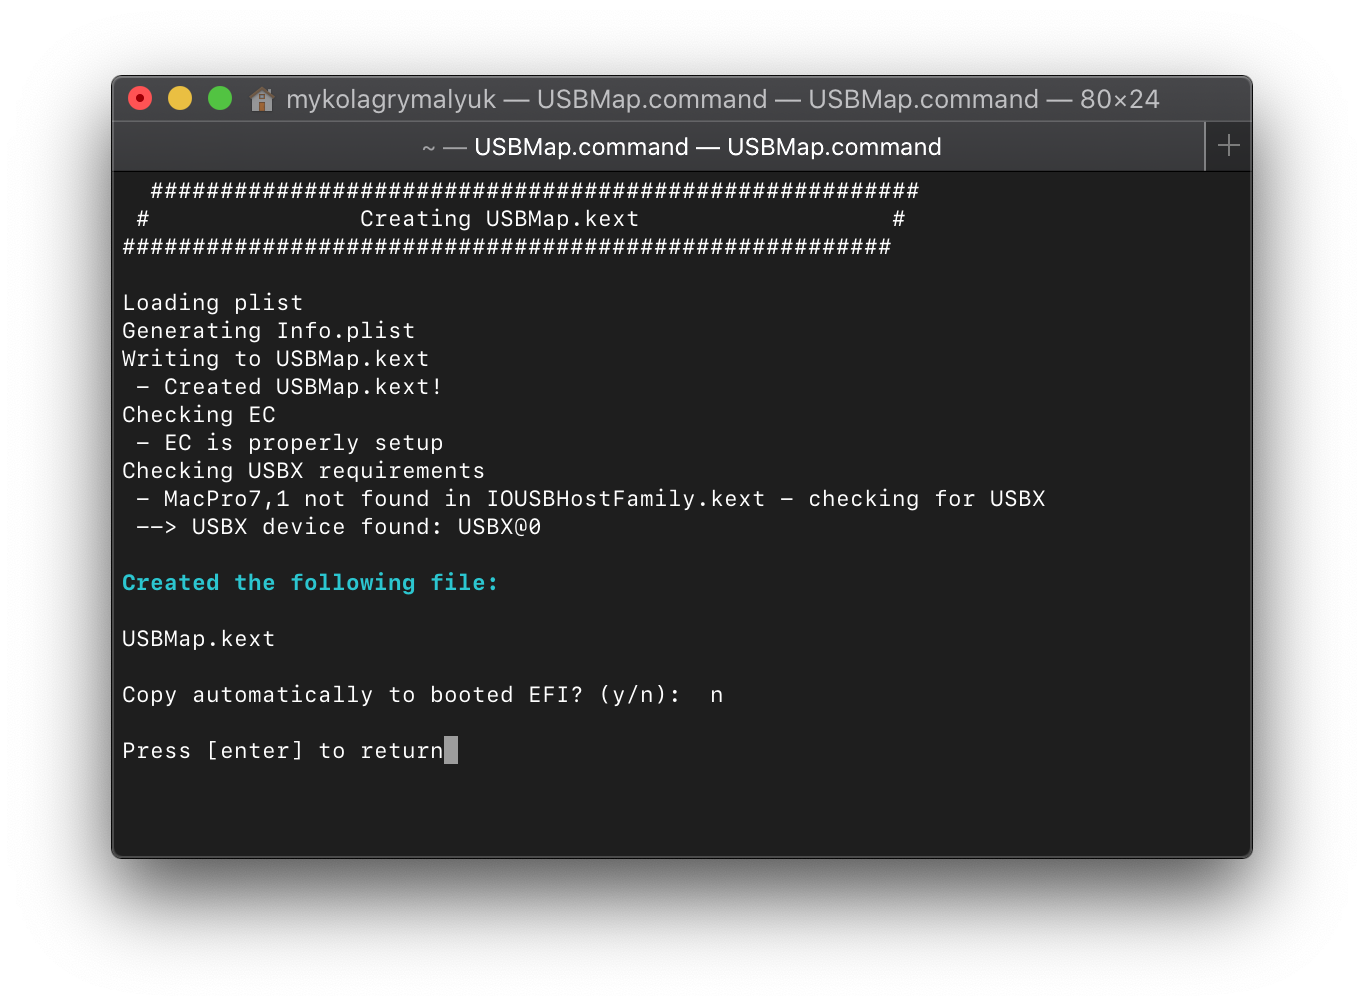 mykolagrymalyuk — USBMap.command — USBMap.command — 80×24
~ — USBMap.command — USBMap.command
  #######################################################
 #               Creating USBMap.kext                  #
#######################################################
Loading plist
Generating Info.plist
Writing to USBMap.kext
 - Created USBMap.kext!
Checking EC
 - EC is properly setup
Checking USBX requirements
 - MacPro7,1 not found in IOUSBHostFamily.kext - checking for USBX
 --> USBX device found: USBX@0
Created the following file:
USBMap.kext
Copy automatically to booted EFI? (y/n):  n
Press [enter] to return